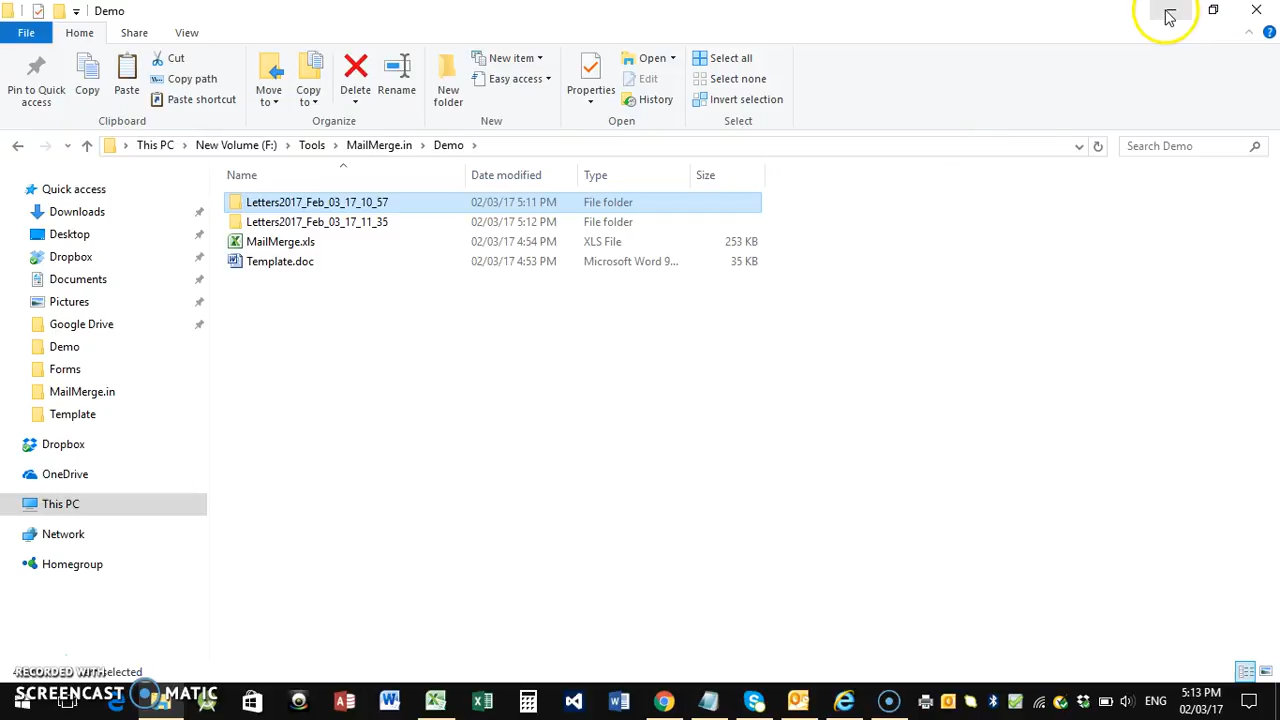 Demo
File Home Share View
Pin to Quick access
Copy
Paste
Cut
Copy path
Paste shortcut
Clipboard
Move to
Copy to
Delete
Rename
Organize
New folder
New item
Easy access
New
Properties
Open
Edit
History
Open
Select all
Select none
Invert selection
Select
This PC New Volume (F:) Tools MailMerge.in Demo
Search Demo
Name Date modified Type Size
Letters2017_Feb_03_17_10_57 02/03/17 5:11 PM File folder
Letters2017_Feb_03_17_11_35 02/03/17 5:12 PM File folder
MailMerge.xls 02/03/17 4:54 PM XLS File 253 KB
Template.doc 02/03/17 4:53 PM Microsoft Word 9... 35 KB
Quick access
Downloads
Desktop
Dropbox
Documents
Pictures
Google Drive
Demo
Forms
MailMerge.in
Template
Dropbox
OneDrive
This PC
Network
Homegroup
RECORDED WITH
SCREENCAST MATIC
selected
ENG
5:13 PM
02/03/17